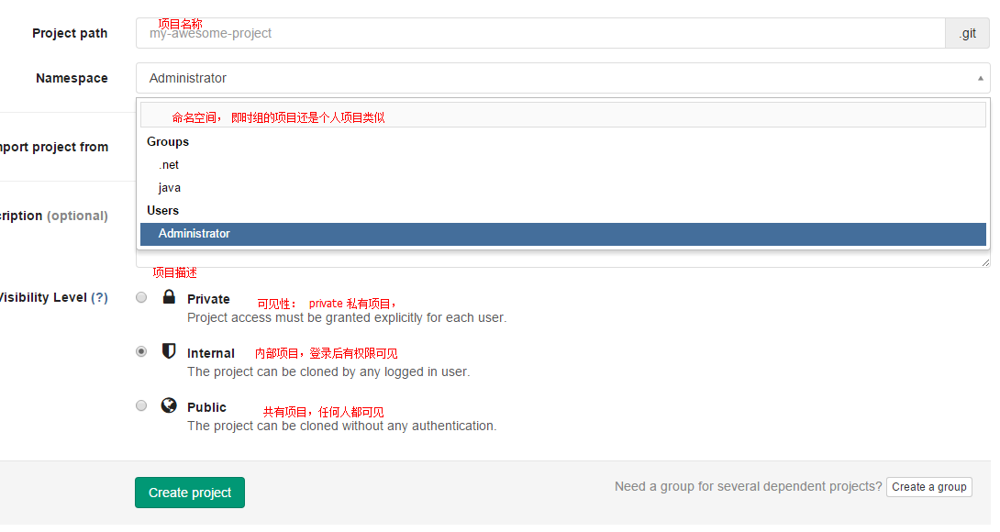 项目名称
Project path my-awesome-project .git
Namespace Administrator
命名空间， 即时组的项目还是个人项目类似
Groups
mport project from
.net
java
Users
cription (optional)
Administrator
项目描述
Visibility Level (?)
Private 可见性： private 私有项目，
Project access must be granted explicitly for each user.
Internal 内部项目，登录后有权限可见
The project can be cloned by any logged in user.
Public 共有项目，任何人都可见
The project can be cloned without any authentication.
Create project Need a group for several dependent projects? Create a group